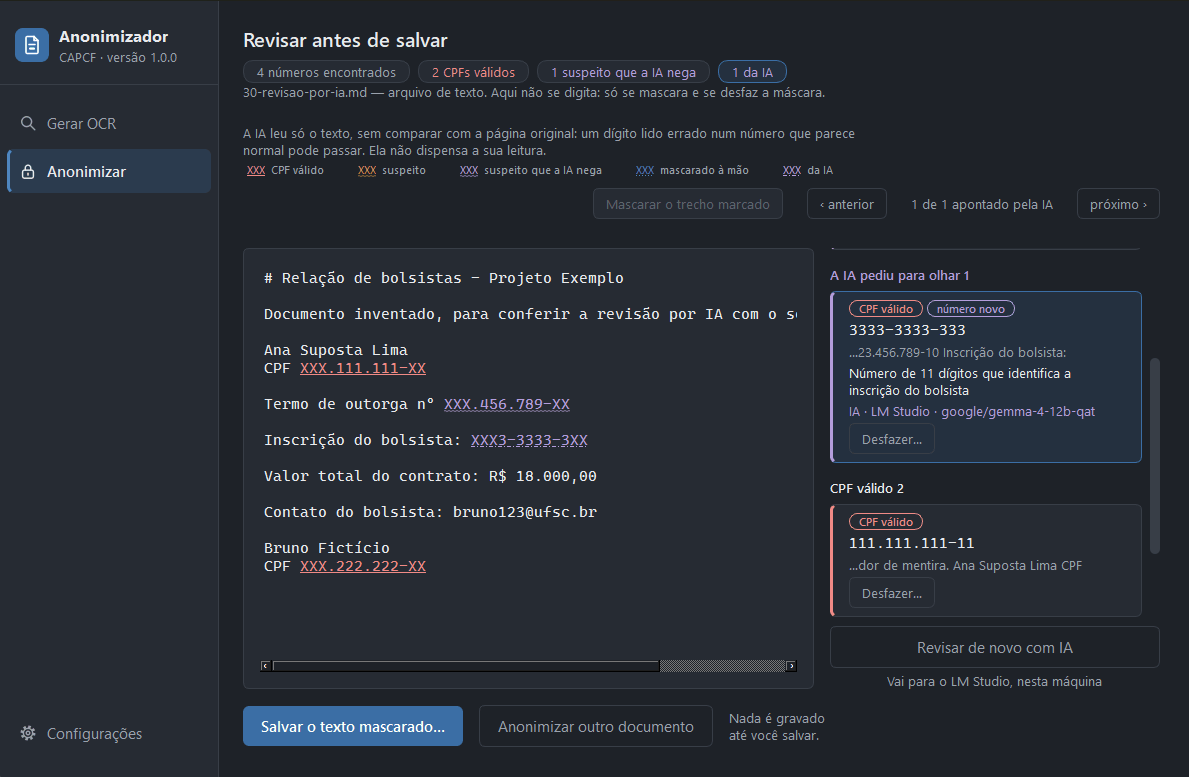 Anonimizador
CAPCF · versão 1.0.0
Gerar OCR
Anonimizar
Configurações
Revisar antes de salvar
4 números encontrados
2 CPFs válidos
1 suspeito que a IA nega
1 da IA
30-revisao-por-ia.md — arquivo de texto. Aqui não se digita: só se mascara e se desfaz a máscara.
A IA leu só o texto, sem comparar com a página original: um dígito lido errado num número que parece
normal pode passar. Ela não dispensa a sua leitura.
XXX CPF válido XXX suspeito XXX suspeito que a IA nega XXX mascarado à mão XXX da IA
Mascarar o trecho marcado
‹ anterior
1 de 1 apontado pela IA
próximo ›
# Relação de bolsistas - Projeto Exemplo
Documento inventado, para conferir a revisão por IA com o
Ana Suposta Lima
CPF XXX.111.111-XX
Termo de outorga nº XXX.456.789-XX
Inscrição do bolsista: XXX3-3333-3XX
Valor total do contrato: R$ 18.000,00
Contato do bolsista: bruno123@ufsc.br
Bruno Fictício
CPF XXX.222.222-XX
A IA pediu para olhar 1
CPF válido
número novo
3333-3333-333
...23.456.789-10 Inscrição do bolsista:
Número de 11 dígitos que identifica a
inscrição do bolsista
IA · LM Studio · google/gemma-4-12b-qat
Desfazer...
CPF válido 2
CPF válido
111.111.111-11
...dor de mentira. Ana Suposta Lima CPF
Desfazer...
Revisar de novo com IA
Vai para o LM Studio, nesta máquina
Salvar o texto mascarado...
Anonimizar outro documento
Nada é gravado
até você salvar.